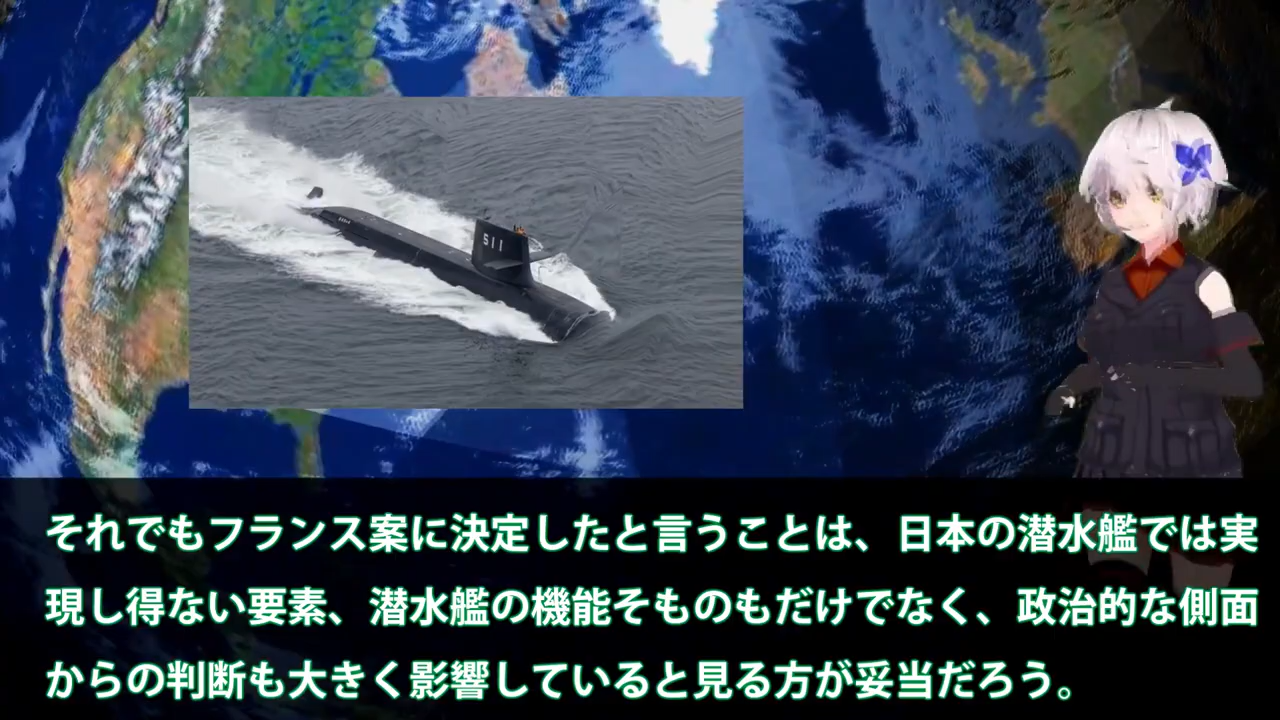 511
それでもフランス案に決定したと言うことは、日本の潜水艦では実
現し得ない要素、潜水艦の機能そものもだけでなく、政治的な側面
からの判断も大きく影響していると見る方が妥当だろう。